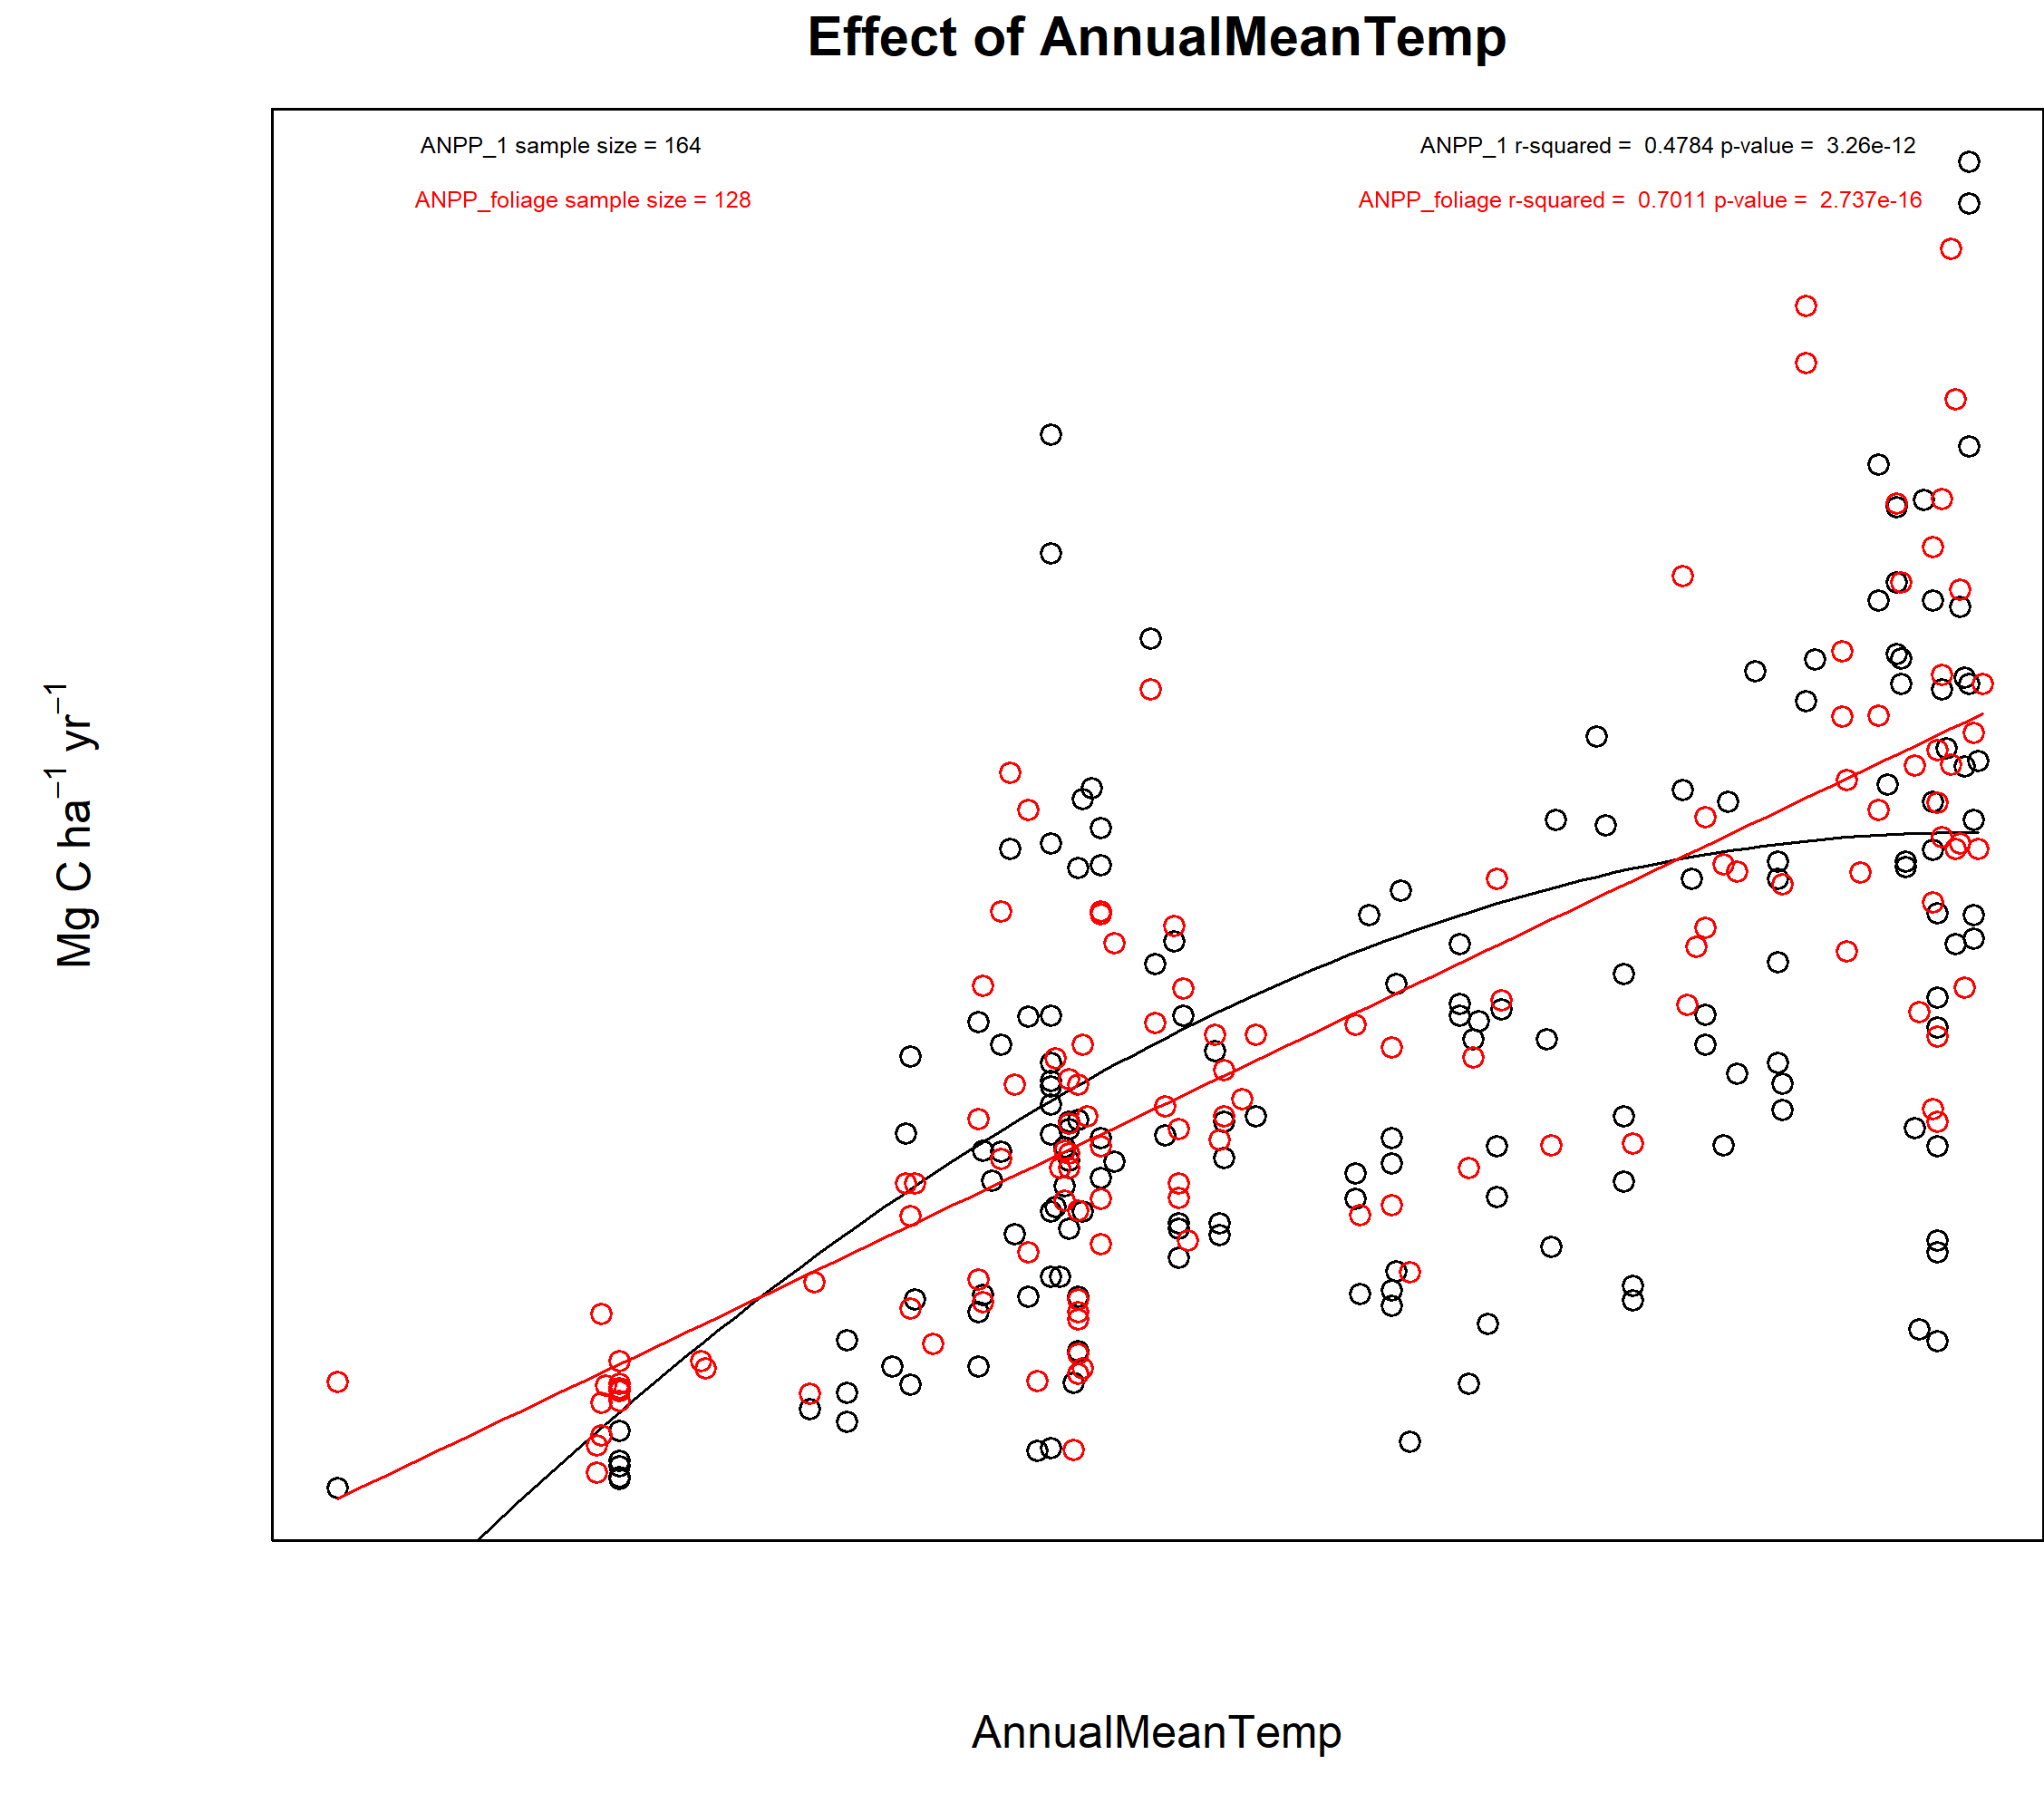 Effect of AnnualMeanTemp
ANPP_1 sample size = 164
ANPP_1 r-squared = 0.4784 p-value = 3.26e-12
ANPP_foliage sample size = 128
ANPP_foliage r-squared = 0.7011 p-value = 2.737e-16
Mg C ha⁻¹ yr⁻¹
AnnualMeanTemp